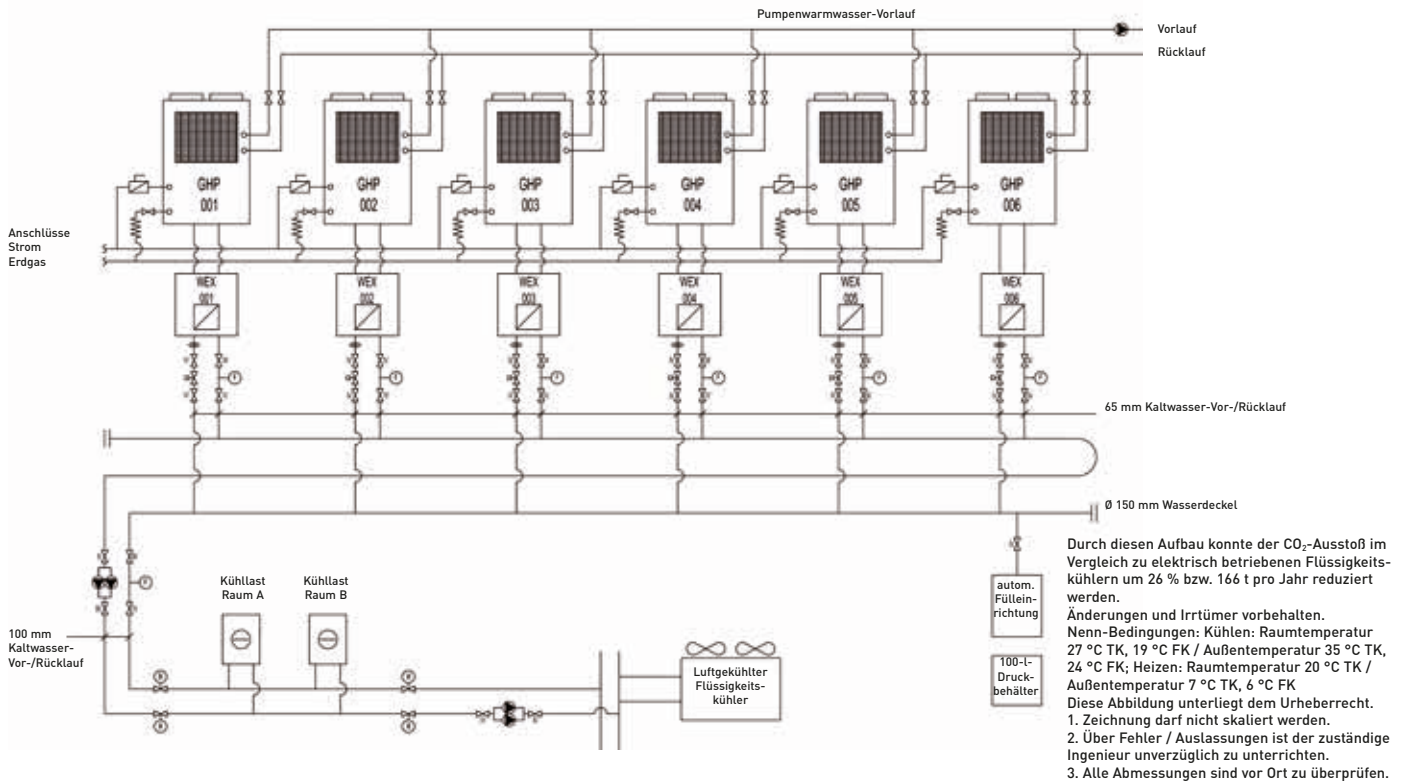 Pumpenwarmwasser-Vorlauf
Vorlauf
Rücklauf
GHP
001
GHP
002
GHP
003
GHP
004
GHP
005
GHP
006
Anschlüsse
Strom
Erdgas
WEX
001
WEX
002
WEX
003
WEX
004
WEX
005
WEX
006
65 mm Kaltwasser-Vor-/Rücklauf
Ø 150 mm Wasserdeckel
Kühllast
Raum A
Kühllast
Raum B
100 mm
Kaltwasser-
Vor-/Rücklauf
Luftgekühlter
Flüssigkeits-
kühler
autom.
Füllein-
richtung
100-l-
Druck-
behälter
Durch diesen Aufbau konnte der CO₂-Ausstoß im
Vergleich zu elektrisch betriebenen Flüssigkeits-
kühlern um 26 % bzw. 166 t pro Jahr reduziert
werden.
Änderungen und Irrtümer vorbehalten.
Nenn-Bedingungen: Kühlen: Raumtemperatur
27 °C TK, 19 °C FK / Außentemperatur 35 °C TK,
24 °C FK; Heizen: Raumtemperatur 20 °C TK /
Außentemperatur 7 °C TK, 6 °C FK
Diese Abbildung unterliegt dem Urheberrecht.
1. Zeichnung darf nicht skaliert werden.
2. Über Fehler / Auslassungen ist der zuständige
Ingenieur unverzüglich zu unterrichten.
3. Alle Abmessungen sind vor Ort zu überprüfen.